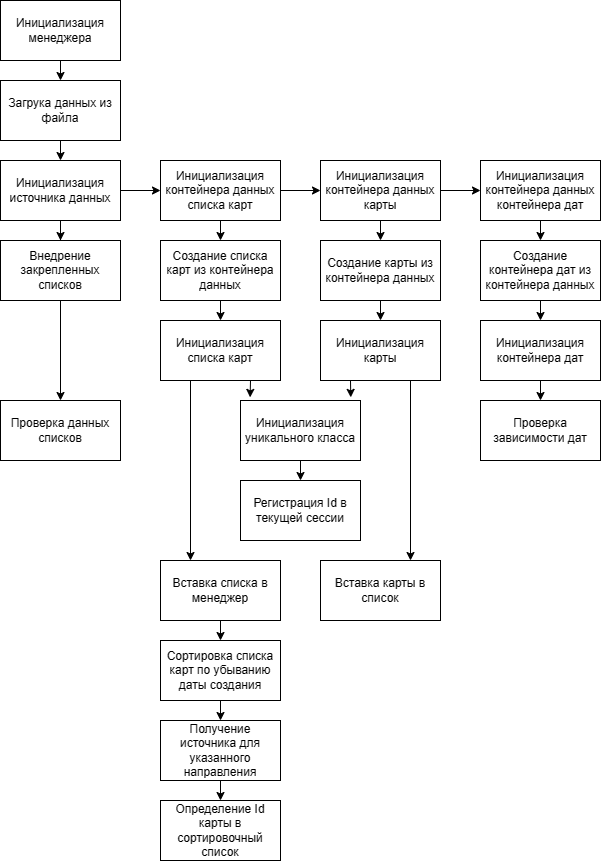 Инициализация
менеджера
Загрука данных из
файла
Инициализация
источника данных
Инициализация
контейнера данных
списка карт
Инициализация
контейнера данных
карты
Инициализация
контейнера данных
контейнера дат
Внедрение
закрепленных
списков
Создание списка
карт из контейнера
данных
Создание карты из
контейнера данных
Создание
контейнера дат из
контейнера данных
Инициализация
списка карт
Инициализация
карты
Инициализация
контейнера дат
Проверка данных
списков
Инициализация
уникального класса
Проверка
зависимости дат
Регистрация Id в
текущей сессии
Вставка списка в
менеджер
Вставка карты в
список
Сортировка списка
карт по убыванию
даты создания
Получение
источника для
указанного
направления
Определение Id
карты в
сортировочный
список